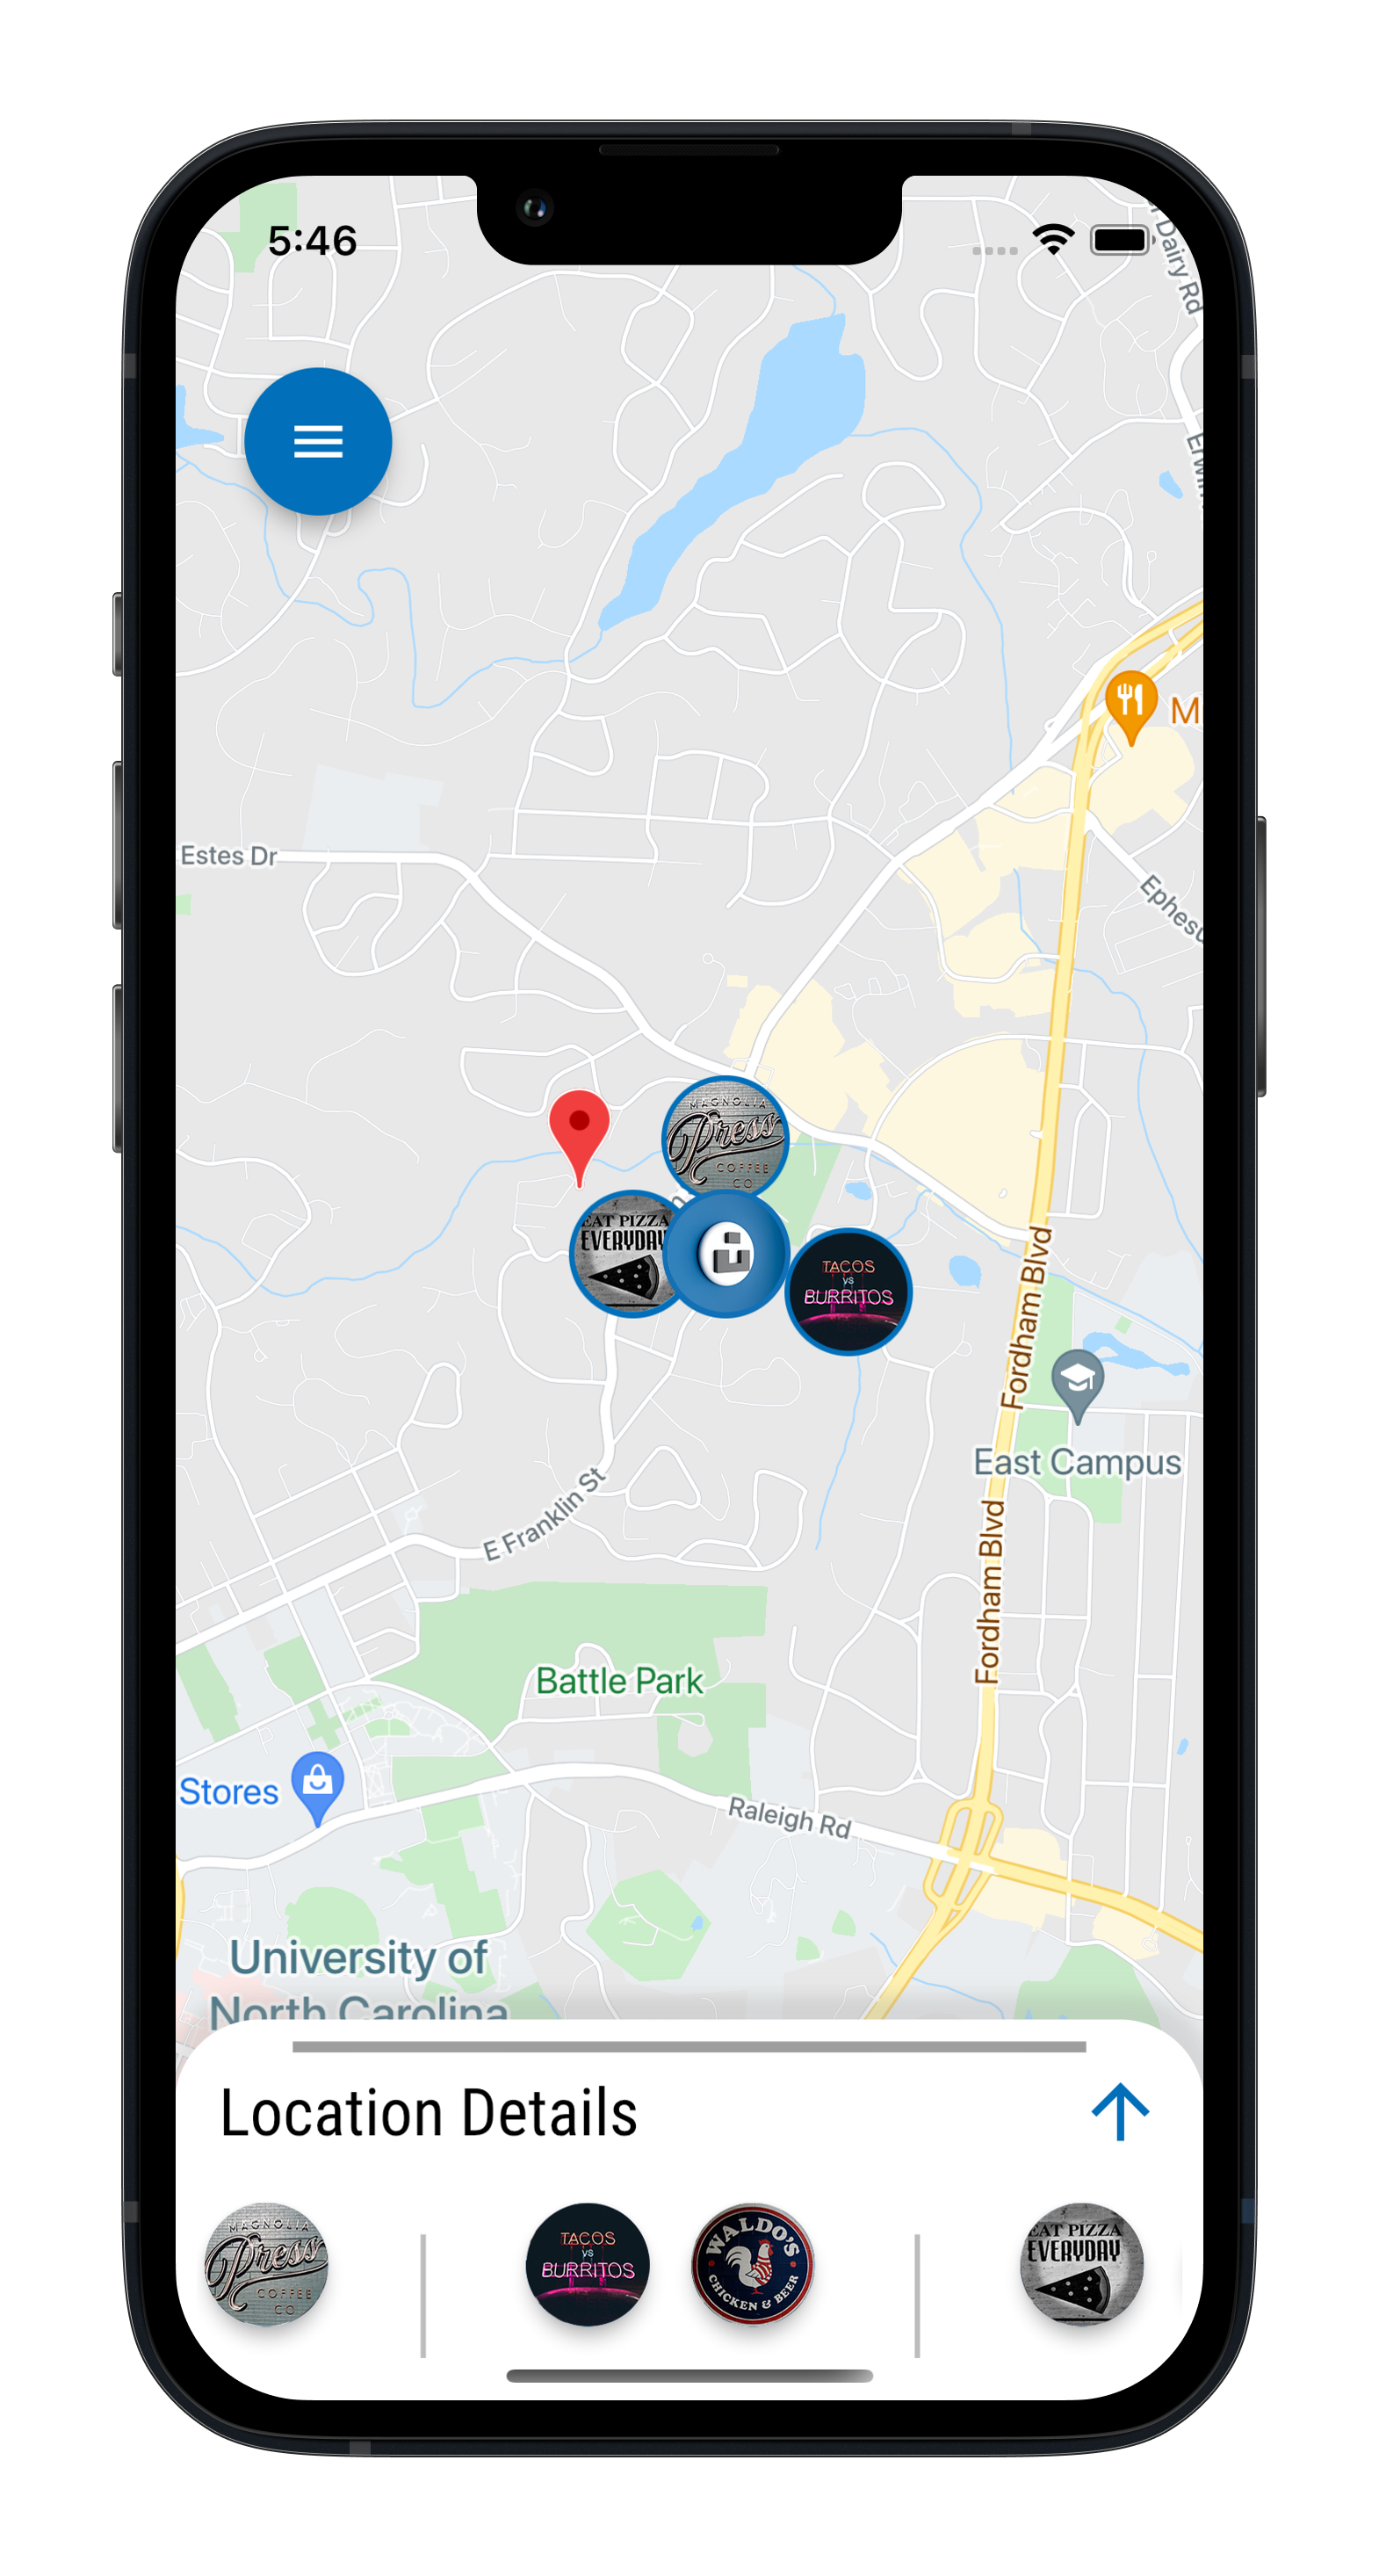 5:46
Dairy Rd
Erwin
M
Estes Dr
Ephesu
MAGNOLIA
Press
COFFEE
CO
EAT PIZZA
EVERYDAY
TACOS
vs
BURRITOS
Fordham Blvd
East Campus
E Franklin St
Fordham Blvd
Battle Park
Stores
Raleigh Rd
University of
North Carolina
Location Details
MAGNOLIA
Press
COFFEE
CO
TACOS
vs
BURRITOS
WALDO'S
CHICKEN & BEER
EAT PIZZA
EVERYDAY